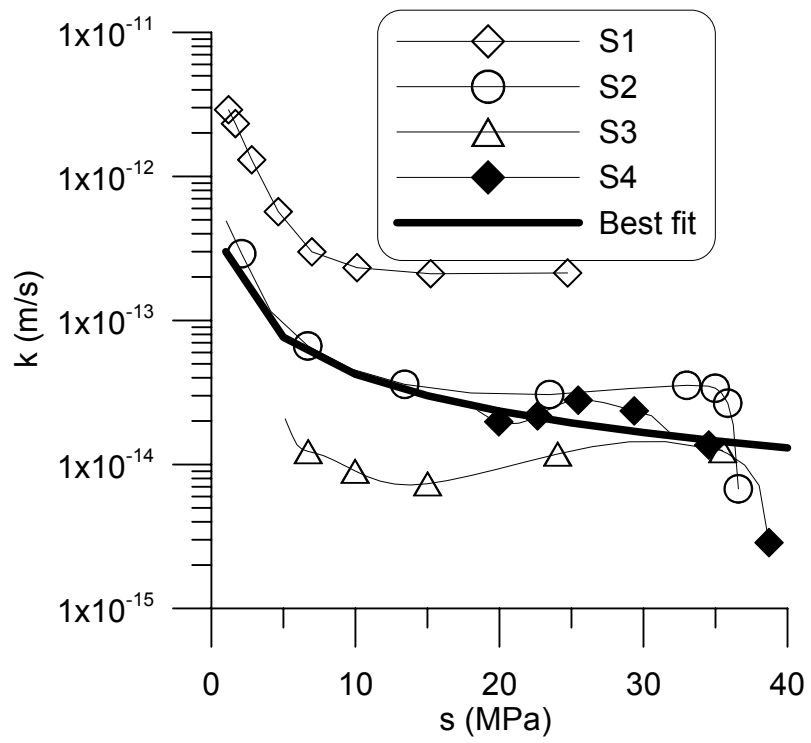 1x10-11
1x10-12
1x10-13
1x10-14
1x10-15
k (m/s)
S1
S2
S3
S4
Best fit
0 10 20 30 40
s (MPa)